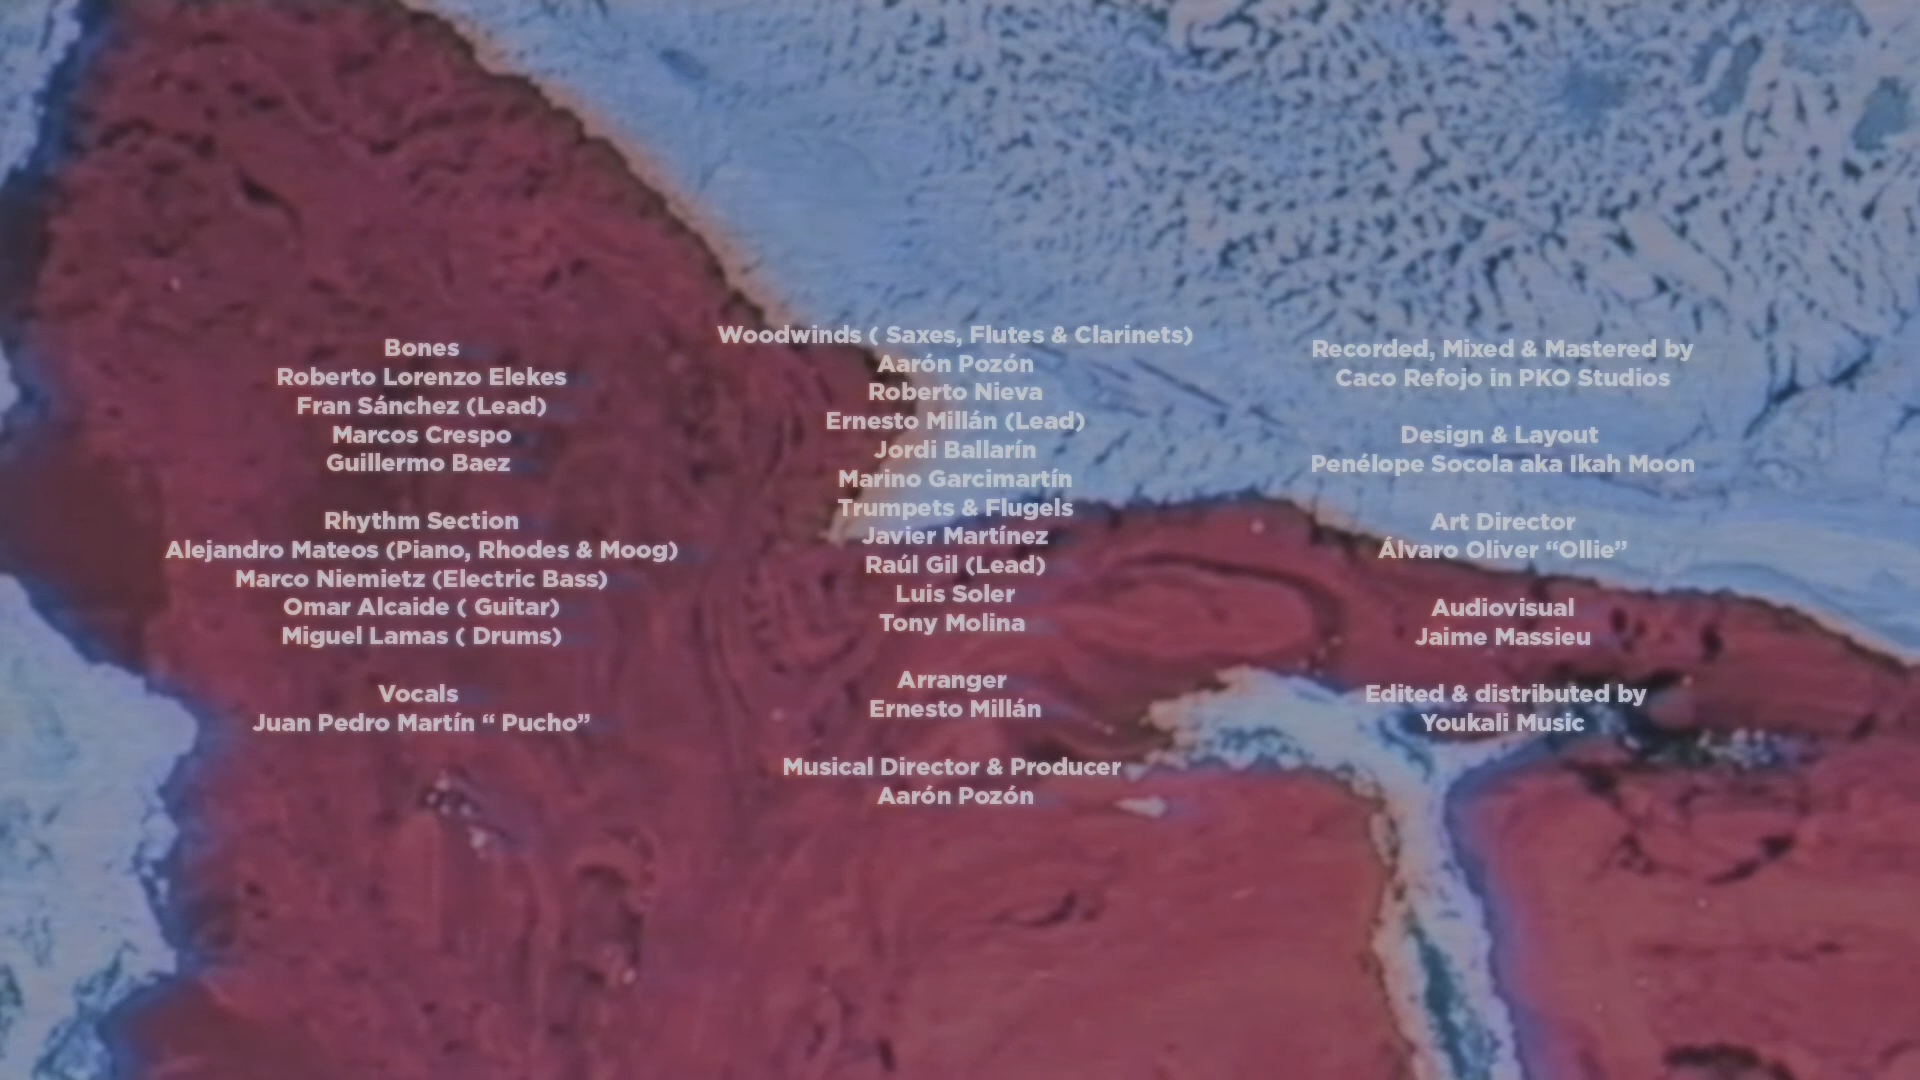 Bones
Roberto Lorenzo Elekes
Fran Sánchez (Lead)
Marcos Crespo
Guillermo Baez
Rhythm Section
Alejandro Mateos (Piano, Rhodes & Moog)
Marco Niemietz (Electric Bass)
Omar Alcaide ( Guitar)
Miguel Lamas ( Drums)
Vocals
Juan Pedro Martín “ Pucho”
Woodwinds ( Saxes, Flutes & Clarinets)
Aarón Pozón
Roberto Nieva
Ernesto Millán (Lead)
Jordi Ballarín
Marino Garcimartín
Trumpets & Flugels
Javier Martínez
Raúl Gil (Lead)
Luis Soler
Tony Molina
Arranger
Ernesto Millán
Musical Director & Producer
Aarón Pozón
Recorded, Mixed & Mastered by
Caco Refojo in PKO Studios
Design & Layout
Penélope Socola aka Ikah Moon
Art Director
Álvaro Oliver “Ollie”
Audiovisual
Jaime Massieu
Edited & distributed by
Youkali Music